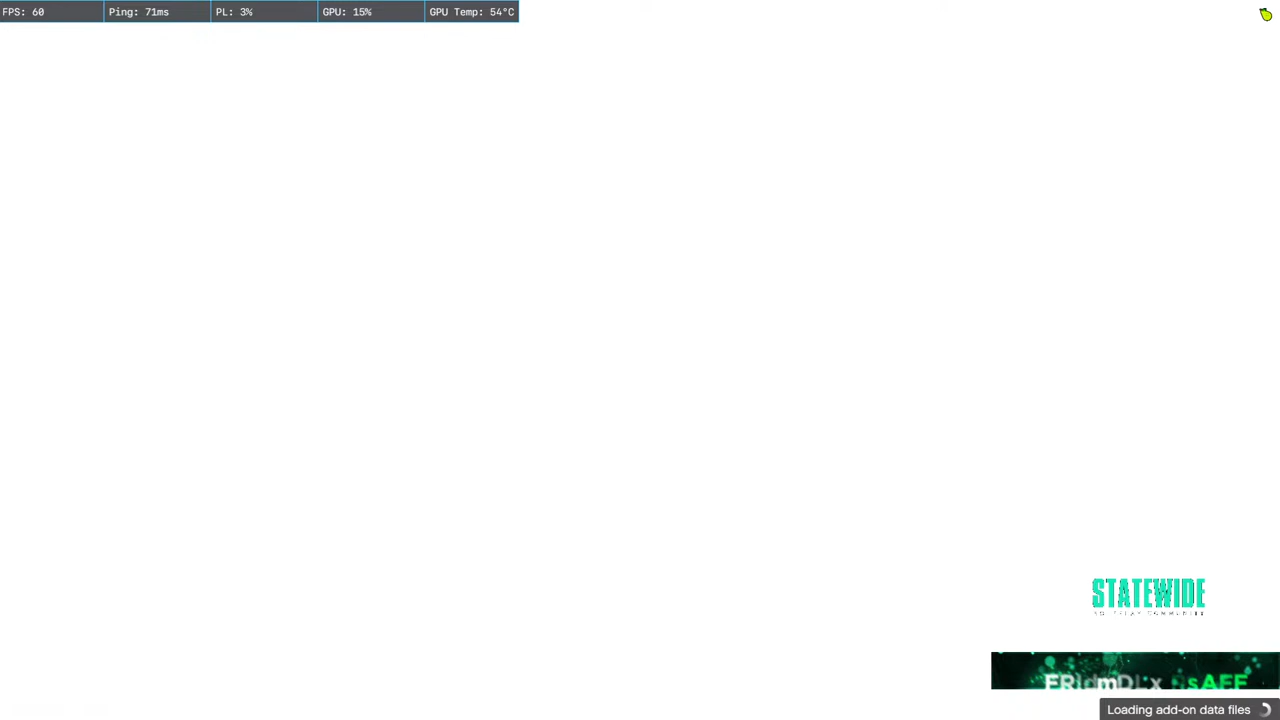 FPS: 60 Ping: 71ms PL: 3% GPU: 15% GPU Temp: 54°C
STATEWIDE
Loading add-on data files